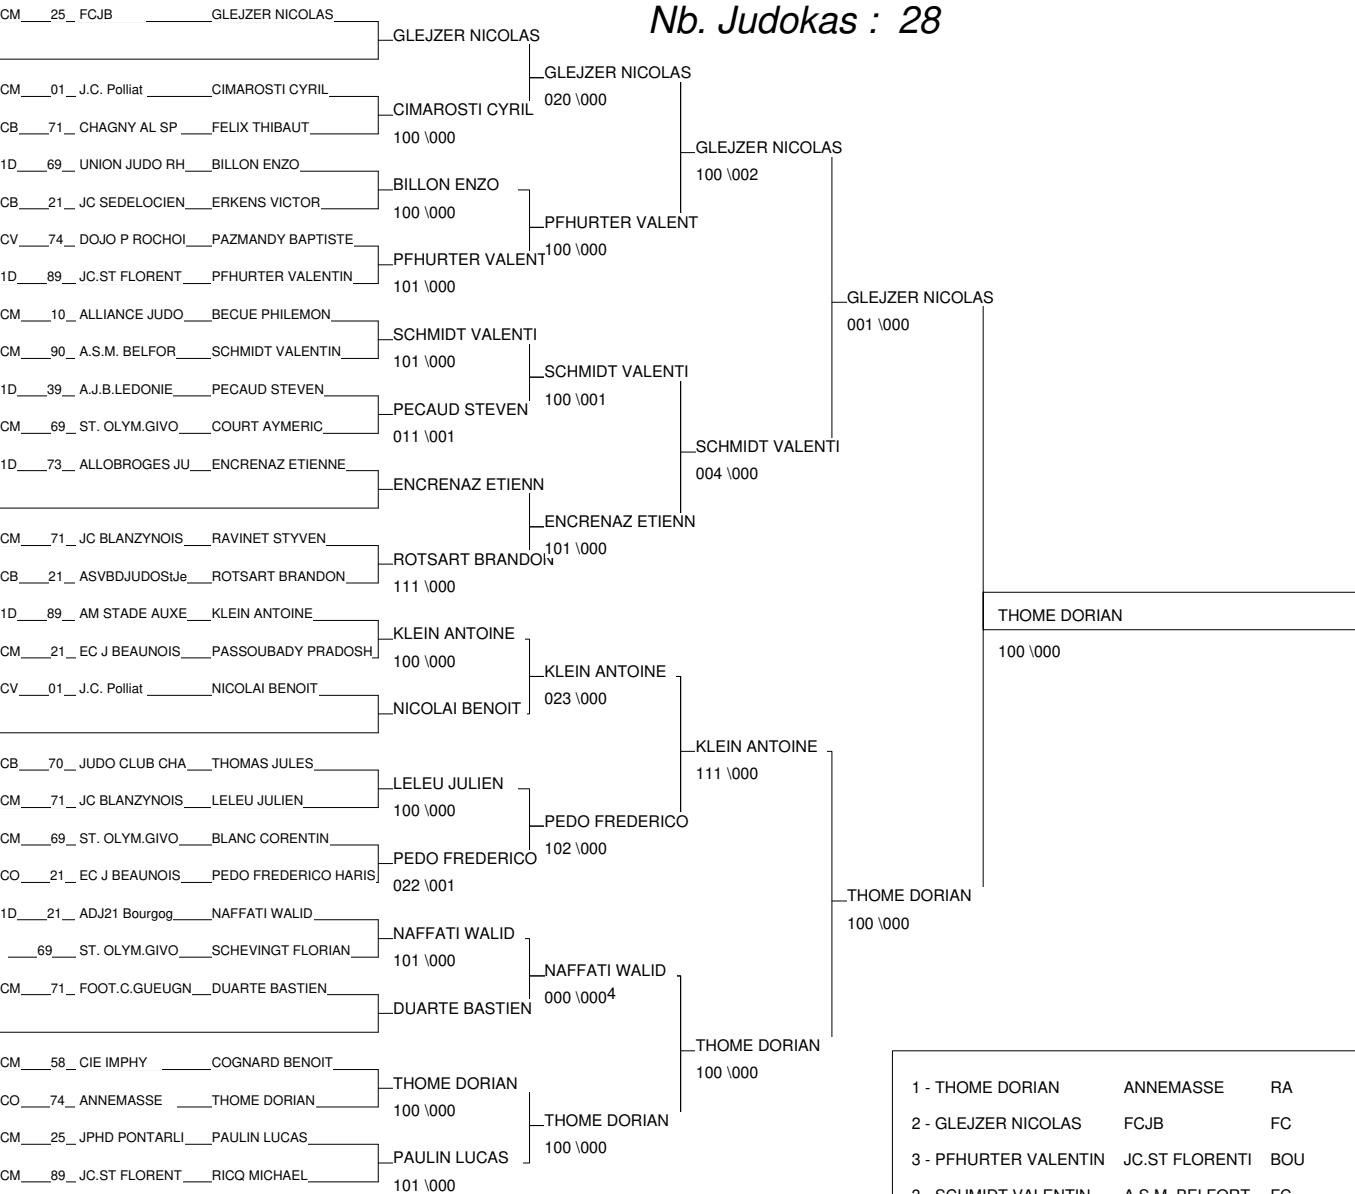 Nb. Judokas : 28
CM 25 FCJB GLEJZER NICOLAS
CM 01 J.C. Polliat CIMAROSTI CYRIL
CB 71 CHAGNY AL SP FELIX THIBAUT
1D 69 UNION JUDO RH BILLON ENZO
CB 21 JC SEDELOCIEN ERKENS VICTOR
CV 74 DOJO P ROCHOI PAZMANDY BAPTISTE
1D 89 JC.ST FLORENT PFHURTER VALENTIN
CM 10 ALLIANCE JUDO BECUE PHILEMON
CM 90 A.S.M. BELFOR SCHMIDT VALENTIN
1D 39 A.J.B.LEDONIE PECAUD STEVEN
CM 69 ST. OLYM.GIVO COURT AYMERIC
1D 73 ALLOBROGES JU ENCRENAZ ETIENNE
CM 71 JC BLANZYNOIS RAVINET STYVEN
CB 21 ASVBDJUDOStJe ROTSART BRANDON
1D 89 AM STADE AUXE KLEIN ANTOINE
CM 21 EC J BEAUNOIS PASSOUBADY PRADOSH
CV 01 J.C. Polliat NICOLAI BENOIT
CB 70 JUDO CLUB CHA THOMAS JULES
CM 71 JC BLANZYNOIS LELEU JULIEN
CM 69 ST. OLYM.GIVO BLANC CORENTIN
CO 21 EC J BEAUNOIS PEDO FREDERICO HARIS
1D 21 ADJ21 Bourgog NAFFATI WALID
69 ST. OLYM.GIVO SCHEVINGT FLORIAN
CM 71 FOOT.C.GUEUGN DUARTE BASTIEN
CM 58 CIE IMPHY COGNARD BENOIT
CO 74 ANNEMASSE THOME DORIAN
CM 25 JPHD PONTARLI PAULIN LUCAS
CM 89 JC.ST FLORENT RICQ MICHAEL
GLEJZER NICOLAS
CIMAROSTI CYRIL
100 \000
BILLON ENZO
100 \000
PFHURTER VALENT
101 \000
SCHMIDT VALENTI
101 \000
PECAUD STEVEN
011 \001
ENCRENAZ ETIENN
ROTSART BRANDON
111 \000
KLEIN ANTOINE
100 \000
NICOLAI BENOIT
LELEU JULIEN
100 \000
PEDO FREDERICO
022 \001
NAFFATI WALID
101 \000
DUARTE BASTIEN
THOME DORIAN
100 \000
PAULIN LUCAS
101 \000
GLEJZER NICOLAS
020 \000
PFHURTER VALENT
100 \000
SCHMIDT VALENTI
100 \001
ENCRENAZ ETIENN
101 \000
KLEIN ANTOINE
023 \000
PEDO FREDERICO
102 \000
NAFFATI WALID
000 \0004
THOME DORIAN
100 \000
GLEJZER NICOLAS
100 \002
SCHMIDT VALENTI
004 \000
KLEIN ANTOINE
111 \000
THOME DORIAN
100 \000
GLEJZER NICOLAS
001 \000
THOME DORIAN
100 \000
THOME DORIAN
100 \000
1 - THOME DORIAN ANNEMASSE RA
2 - GLEJZER NICOLAS FCJB FC
3 - PFHURTER VALENTIN JC.ST FLORENTI BOU
3 - SCHMIDT VALENTIN A.S.M. BELFORT FC